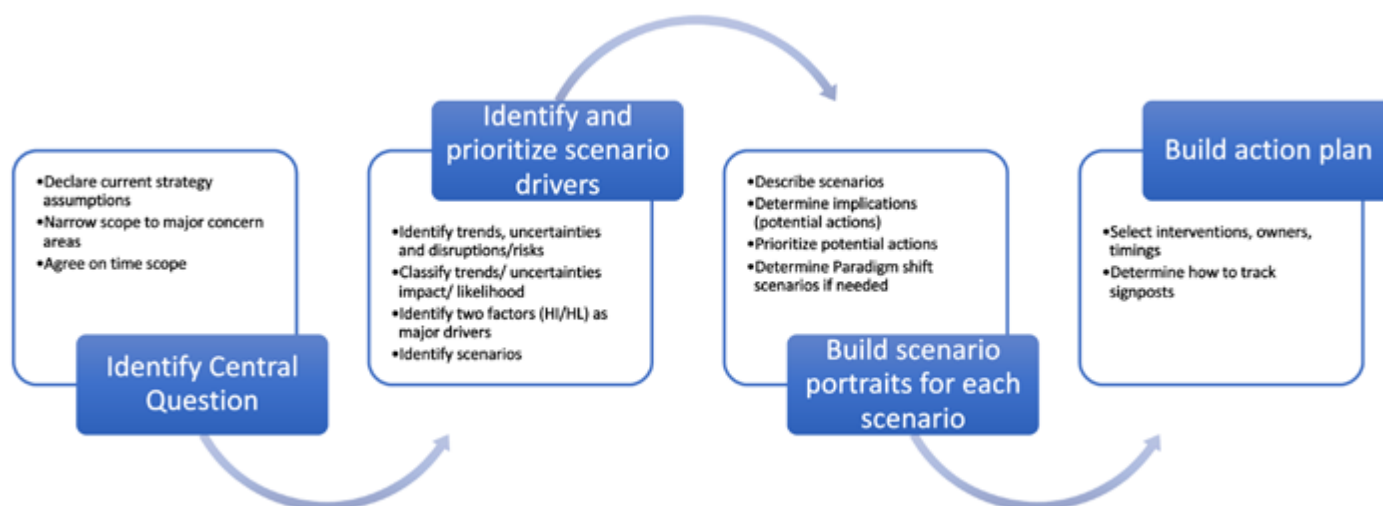 •Declare current strategy
assumptions
•Narrow scope to major concern
areas
•Agree on time scope
Identify Central
Question
Identify and
prioritize scenario
drivers
•Identify trends, uncertainties
and disruptions/risks
•Classify trends/ uncertainties
impact/ likelihood
•Identify two factors (HI/HL) as
major drivers
•Identify scenarios
•Describe scenarios
•Determine implications
(potential actions)
•Prioritize potential actions
•Determine Paradigm shift
scenarios if needed
Build scenario
portraits for each
scenario
Build action plan
•Select interventions, owners,
timings
•Determine how to track
signposts